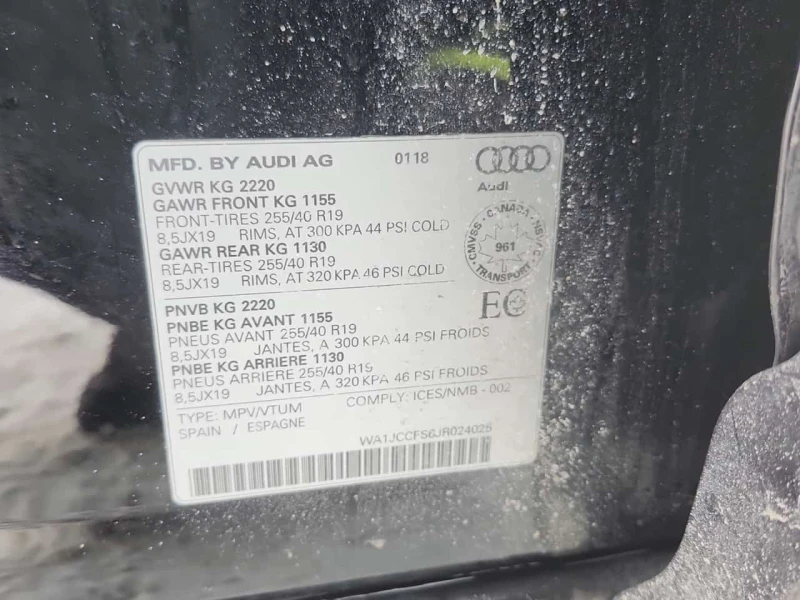 MFD. BY AUDI AG 0118
Audi
GVWR KG 2220
GAWR FRONT KG 1155
FRONT-TIRES 255/40 R19
8,5JX19 RIMS, AT 300 KPA 44 PSI COLD
GAWR REAR KG 1130
REAR-TIRES 255/40 R19
8,5JX19 RIMS, AT 320 KPA 46 PSI COLD
CANADA
CMVSS NSVAC
961
TRANSPORT
EC
PNVB KG 2220
PNBE KG AVANT 1155
PNEUS AVANT 255/40 R19
8,5JX19 JANTES, A 300 KPA 44 PSI FROIDS
PNBE KG ARRIERE 1130
PNEUS ARRIERE 255/40 R19
8,5JX19 JANTES, A 320 KPA 46 PSI FROIDS
TYPE: MPV/VTUM COMPLY: ICES/NMB - 002
SPAIN / ESPAGNE
WA1JCCFS6JR024025